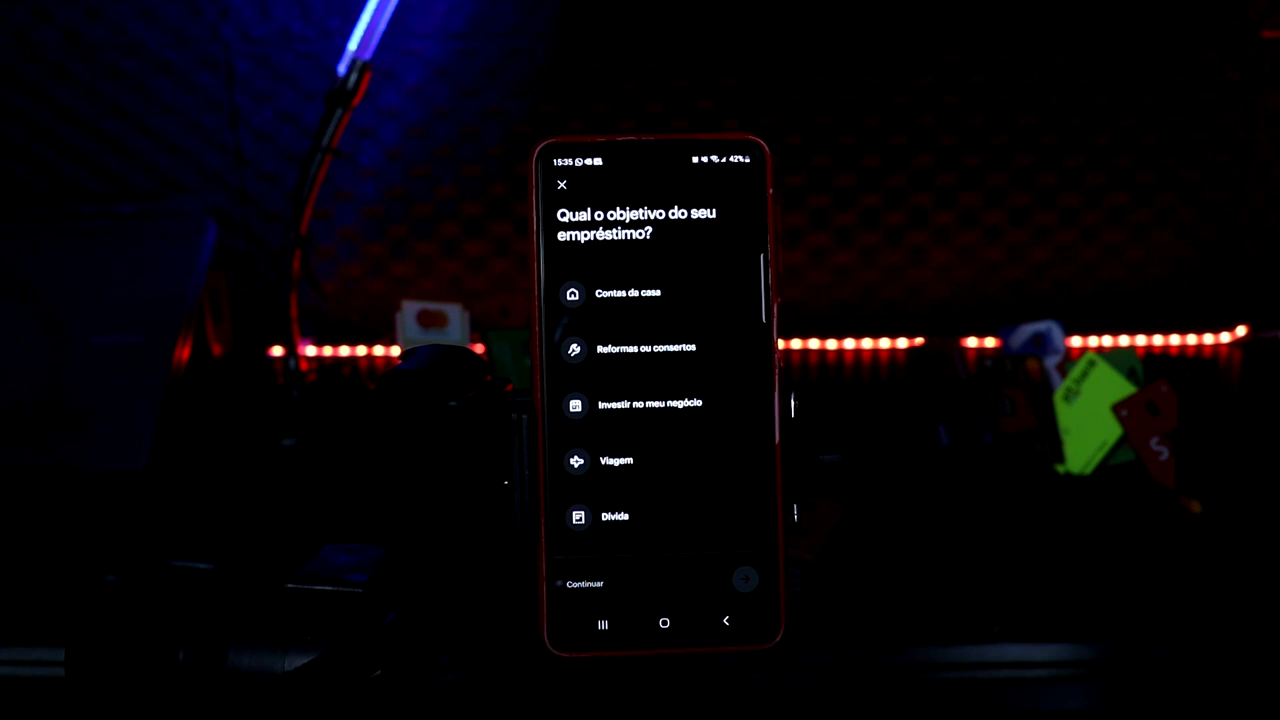 15:35
42%
Qual o objetivo do seu
empréstimo?
Contas da casa
Reformas ou consertos
Investir no meu negócio
Viagem
Dívida
Continuar